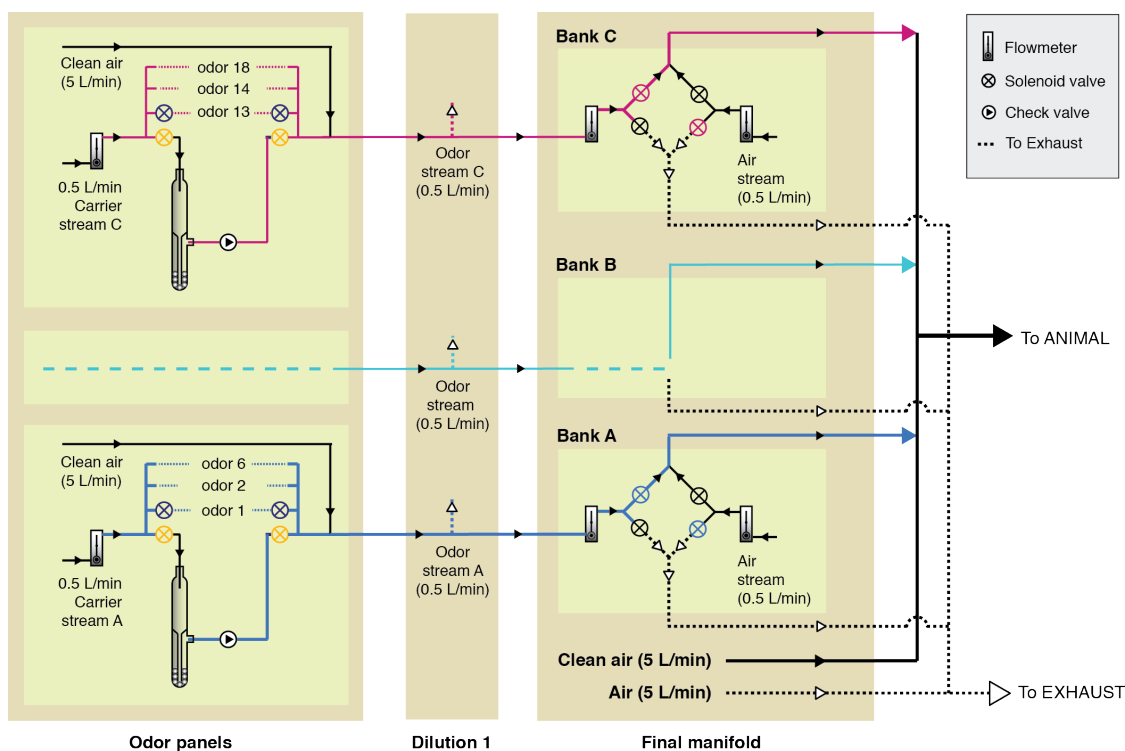 Clean air
(5 L/min)
odor 18
odor 14
odor 13
0.5 L/min
Carrier
stream C
Odor
stream C
(0.5 L/min)
Bank C
Air
stream
(0.5 L/min)
Flowmeter
Solenoid valve
Check valve
To Exhaust
Bank B
Odor
stream
(0.5 L/min)
To ANIMAL
Clean air
(5 L/min)
odor 6
odor 2
odor 1
0.5 L/min
Carrier
stream A
Odor
stream A
(0.5 L/min)
Bank A
Air
stream
(0.5 L/min)
Clean air (5 L/min)
Air (5 L/min)
To EXHAUST
Odor panels
Dilution 1
Final manifold